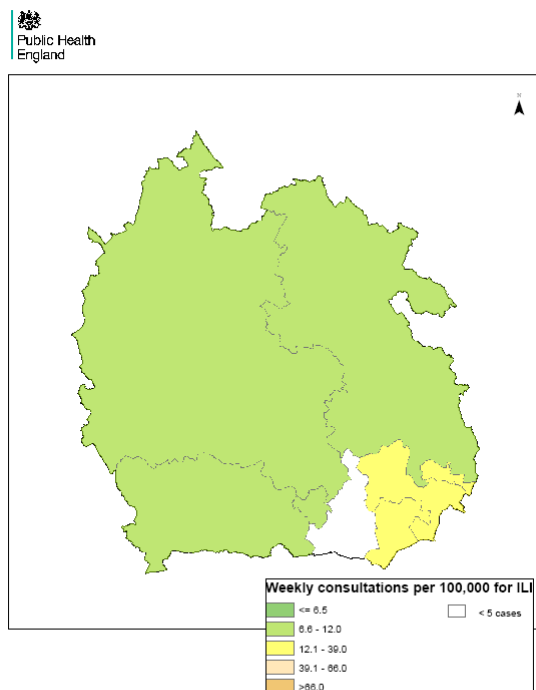 Public Health
England
N
Weekly consultations per 100,000 for ILI
<= 6.5
< 5 cases
6.6 - 12.0
12.1 - 39.0
39.1 - 66.0
>66.0